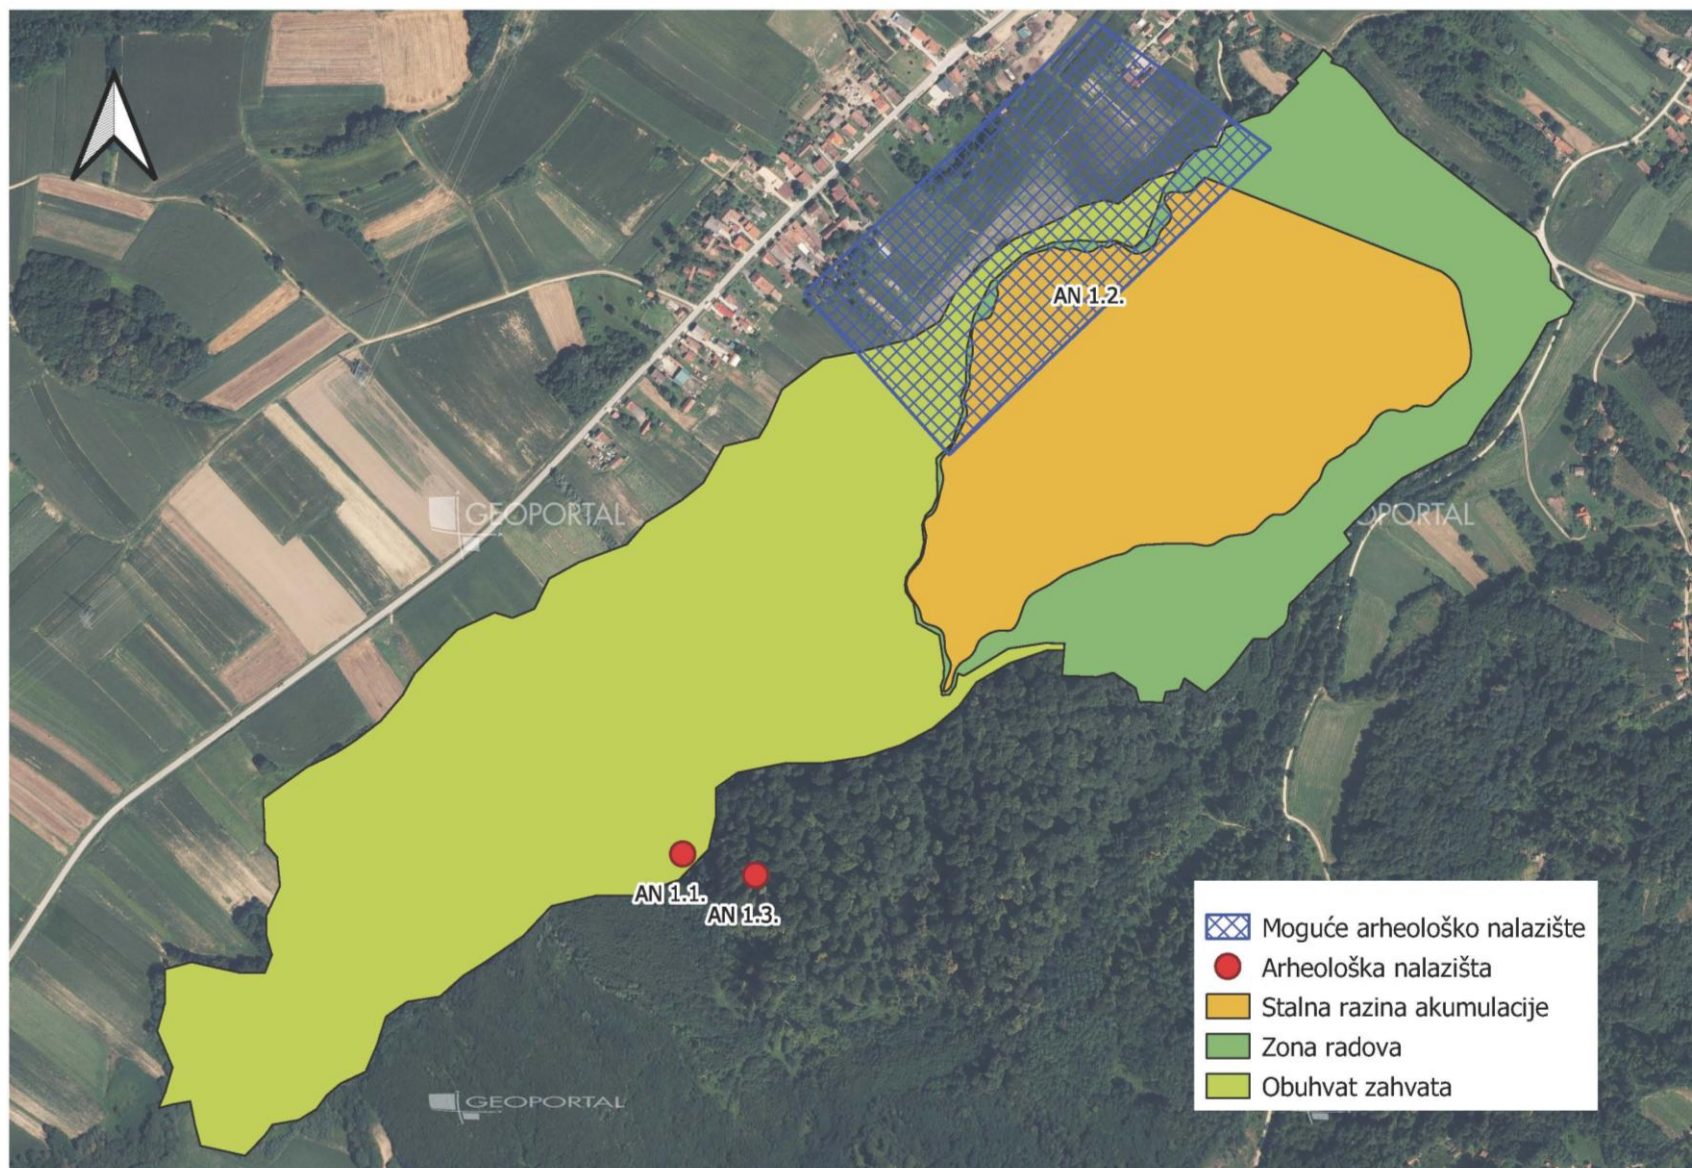 AN 1.2.
GEOPORTAL
OPORTAL
AN 1.1.
AN 1.3.
Moguće arheološko nalazište
Arheološka nalazišta
Stalna razina akumulacije
Zona radova
Obuhvat zahvata
GEOPORTAL